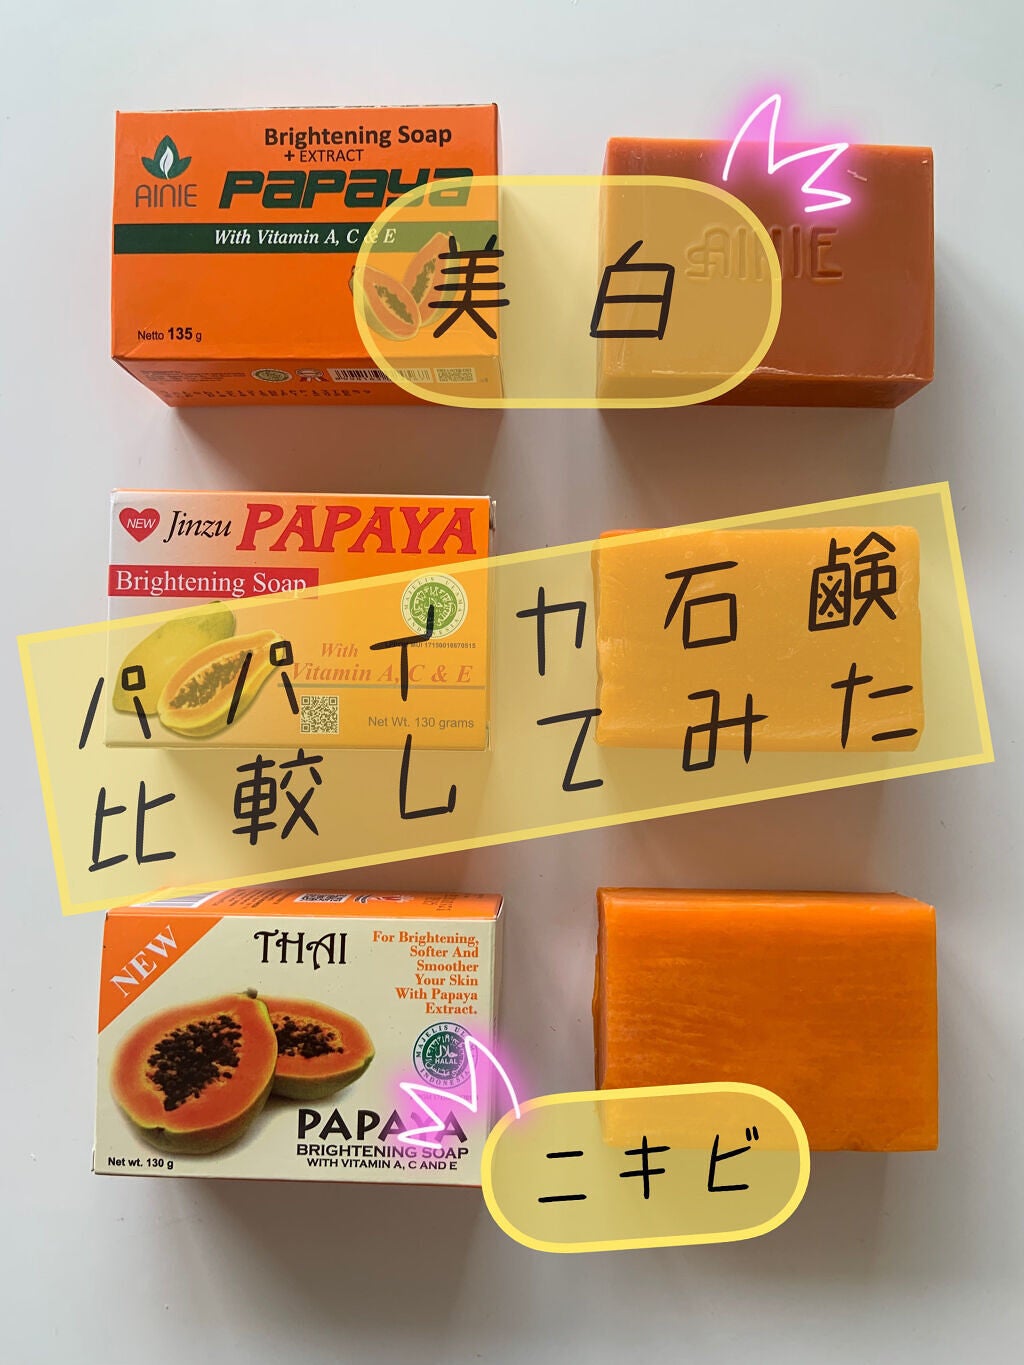 Brightening Soap
+ EXTRACT
AINIE papaya
With Vitamin A, C & E
Netto 135 g
AINIE
美白
NEW Jinzu PAPAYA
Brightening Soap
With
Vitamin A, C & E
Net Wt. 130 grams
パパイヤ石鹸
比較してみた
NEW
THAI
For Brightening,
Softer And
Smoother
Your Skin
With Papaya
Extract.
HALAL
PAPAYA
BRIGHTENING SOAP
WITH VITAMIN A, C AND E
Net wt. 130 g
ニキビ